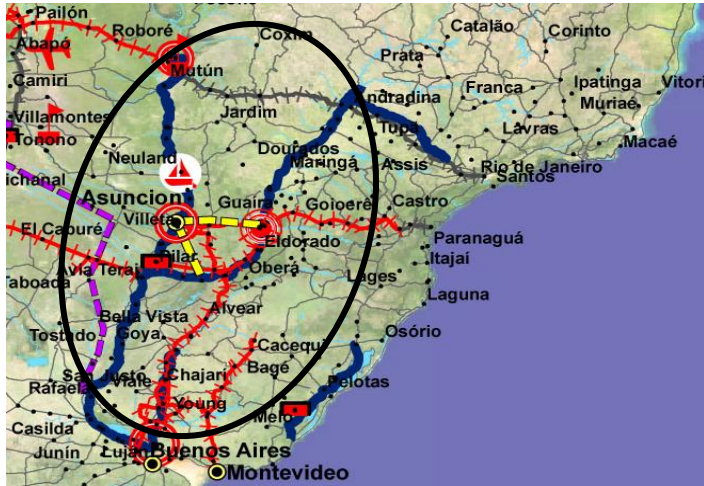 Pailón
Roboré
Coxim
Catalão
Corinto
Abapó
Prata
Camiri
Mutún
Ipatinga
Vitori
Franca
Muriaé
Villamontes
Jardim
Tupã
Lavras
Macaé
Tonono
Dourados
Neuland
Maringá
Assis
Rio de Janeiro
Santos
Asuncion
Guaira
Goioerê
Castro
Villeta
El Caburé
Eldorado
Paranaguá
Pilar
Oberá
Itajaí
Avia Terai
Lages
Laguna
Bella Vista
Alvear
Tostado
Goya
Osório
Cacequi
San Justo
Viale
Chajarí
Bagé
Pelotas
Rafaela
Young
Melo
Casilda
Junín
Luján
Buenos Aires
Montevideo